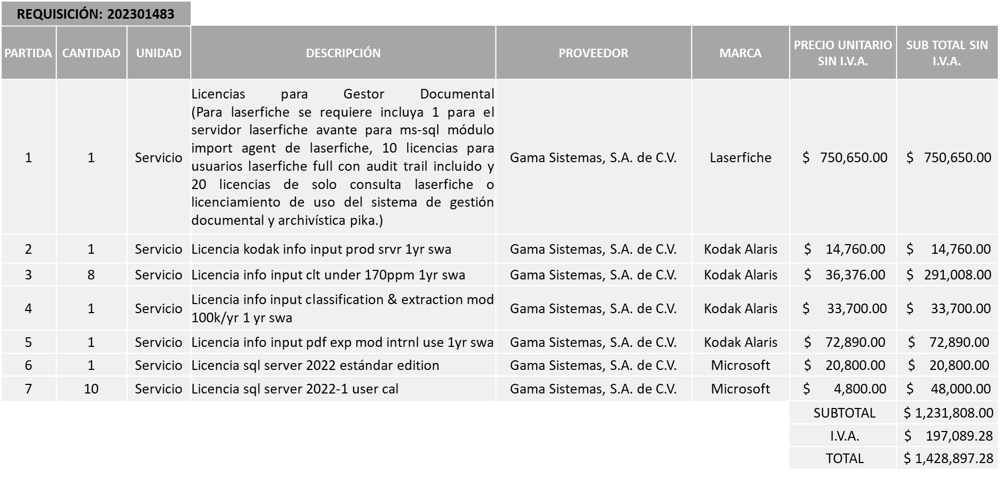 REQUISICIÓN: 202301483
PARTIDA CANTIDAD UNIDAD DESCRIPCIÓN PROVEEDOR MARCA PRECIO UNITARIO SIN I.V.A. SUB TOTAL SIN I.V.A.
Licencias para Gestor Documental
(Para laserfiche se requiere incluya 1 para el
servidor laserfiche avante para ms-sql módulo
import agent de laserfiche, 10 licencias para
1 1 Servicio usuarios laserfiche full con audit trail incluido y Gama Sistemas, S.A. de C.V. Laserfiche $ 750,650.00 $ 750,650.00
20 licencias de solo consulta laserfiche o
licenciamiento de uso del sistema de gestión
documental y archivística pika.)
2 1 Servicio Licencia kodak info input prod srvr 1yr swa Gama Sistemas, S.A. de C.V. Kodak Alaris $ 14,760.00 $ 14,760.00
3 8 Servicio Licencia info input clt under 170ppm 1yr swa Gama Sistemas, S.A. de C.V. Kodak Alaris $ 36,376.00 $ 291,008.00
4 1 Servicio Licencia info input classification & extraction mod
100k/yr 1 yr swa Gama Sistemas, S.A. de C.V. Kodak Alaris $ 33,700.00 $ 33,700.00
5 1 Servicio Licencia info input pdf exp mod intrnl use 1yr swa Gama Sistemas, S.A. de C.V. Kodak Alaris $ 72,890.00 $ 72,890.00
6 1 Servicio Licencia sql server 2022 estándar edition Gama Sistemas, S.A. de C.V. Microsoft $ 20,800.00 $ 20,800.00
7 10 Servicio Licencia sql server 2022-1 user cal Gama Sistemas, S.A. de C.V. Microsoft $ 4,800.00 $ 48,000.00
SUBTOTAL $ 1,231,808.00
I.V.A. $ 197,089.28
TOTAL $ 1,428,897.28